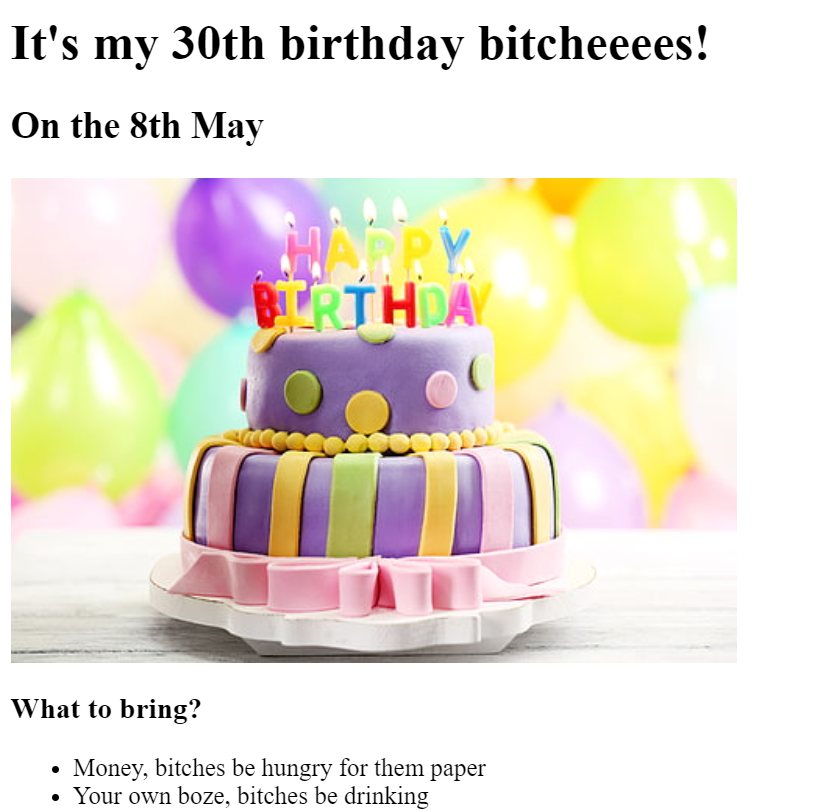 It's my 30th birthday bitcheeeees!
On the 8th May
HAPPY
BIRTHDAY
What to bring?
Money, bitches be hungry for them paper
Your own boze, bitches be drinking